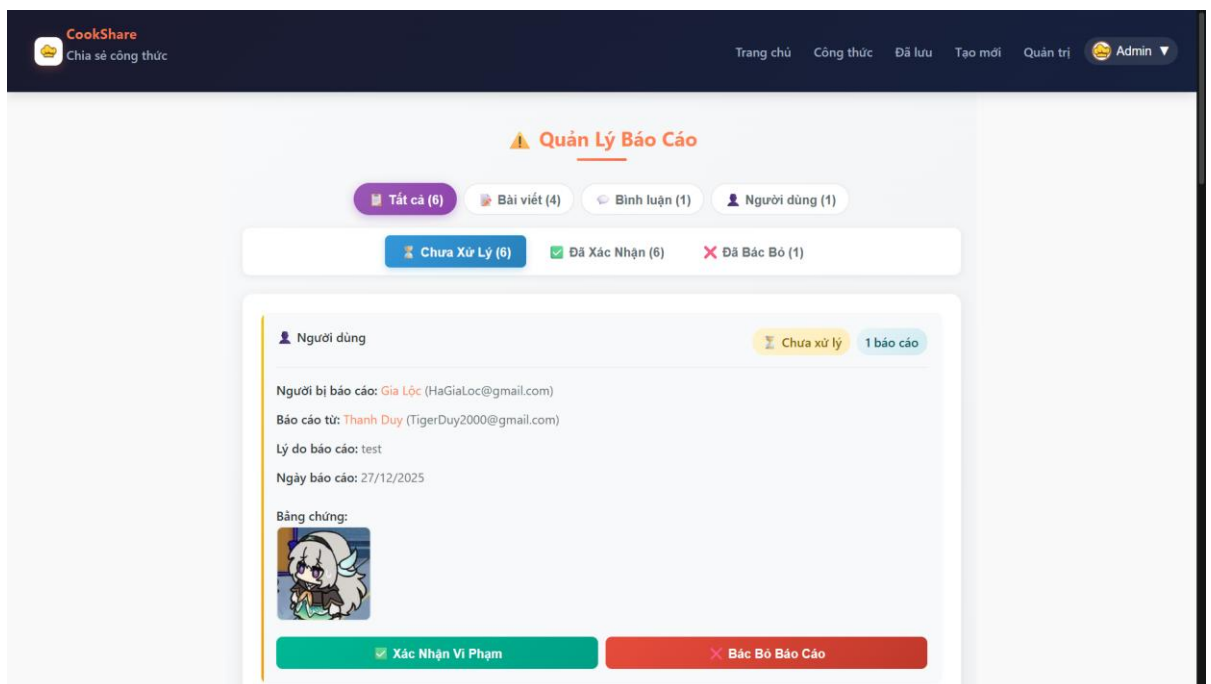 CookShare
Chia sẻ công thức
Trang chủ Công thức Đã lưu Tạo mới Quản trị Admin ▼
Quản Lý Báo Cáo
Tất cả (6) Bài viết (4) Bình luận (1) Người dùng (1)
Chưa Xử Lý (6) Đã Xác Nhận (6) Đã Bác Bỏ (1)
Người dùng Chưa xử lý 1 báo cáo
Người bị báo cáo: Gia Lộc (HaGiaLoc@gmail.com)
Báo cáo từ: Thanh Duy (TigerDuy2000@gmail.com)
Lý do báo cáo: test
Ngày báo cáo: 27/12/2025
Bằng chứng:
Xác Nhận Vi Phạm Bác Bỏ Báo Cáo